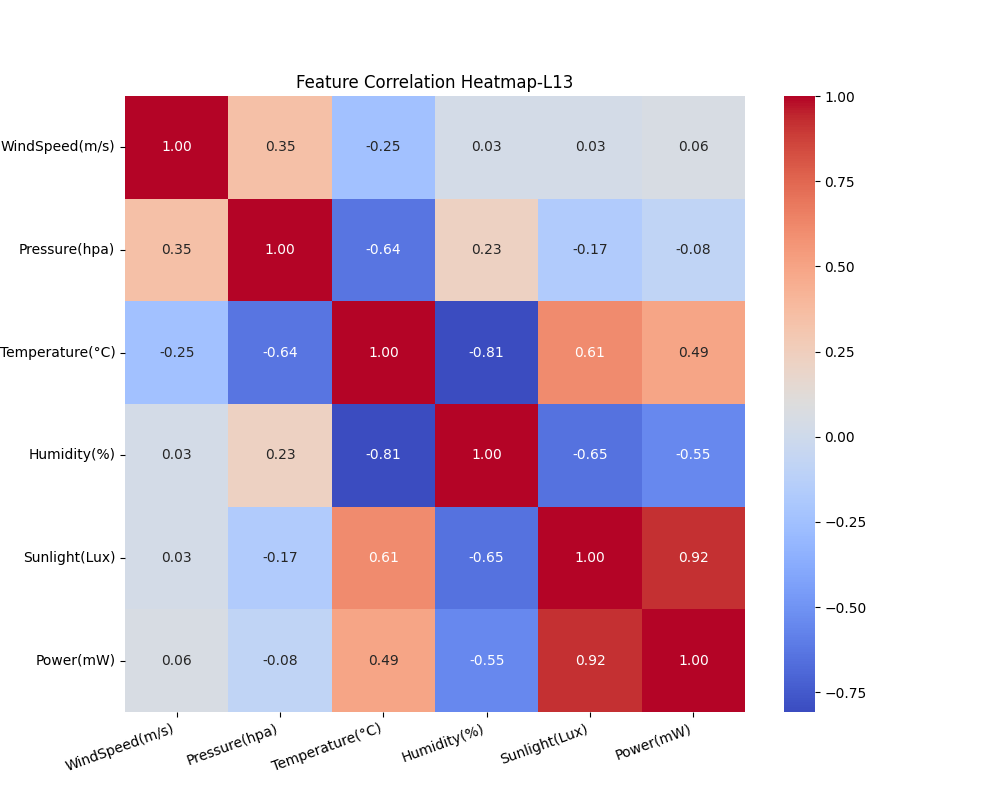 Feature Correlation Heatmap-L13
WindSpeed(m/s) 1.00 0.35 -0.25 0.03 0.03 0.06
Pressure(hpa) 0.35 1.00 -0.64 0.23 -0.17 -0.08
Temperature(°C) -0.25 -0.64 1.00 -0.81 0.61 0.49
Humidity(%) 0.03 0.23 -0.81 1.00 -0.65 -0.55
Sunlight(Lux) 0.03 -0.17 0.61 -0.65 1.00 0.92
Power(mW) 0.06 -0.08 0.49 -0.55 0.92 1.00
WindSpeed(m/s) Pressure(hpa) Temperature(°C) Humidity(%) Sunlight(Lux) Power(mW)
1.00
0.75
0.50
0.25
0.00
−0.25
−0.50
−0.75